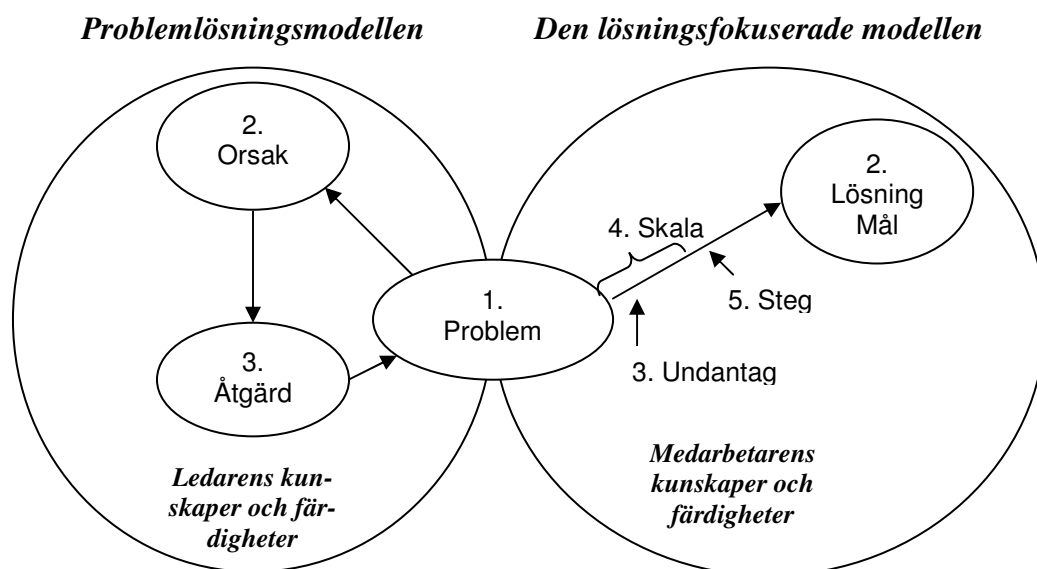 Problemlösningsmodellen
Den lösningsfokuserade modellen
2.
Orsak
3.
Åtgärd
Ledarens kun-
skaper och fär-
digheter
1.
Problem
2.
Lösning
Mål
4. Skala
5. Steg
3. Undantag
Medarbetarens
kunskaper och
färdigheter